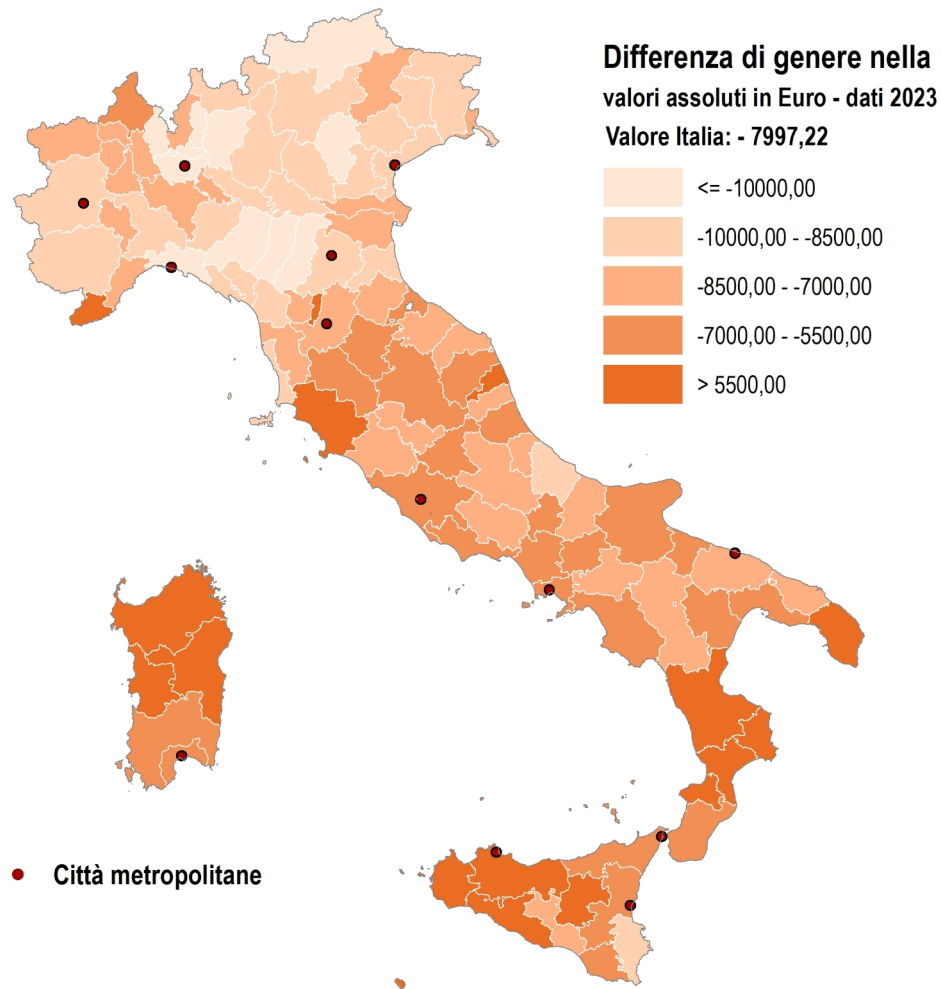 Differenza di genere nella
valori assoluti in Euro - dati 2023
Valore Italia: - 7997,22
<= -10000,00
-10000,00 - -8500,00
-8500,00 - -7000,00
-7000,00 - -5500,00
> 5500,00
Città metropolitane